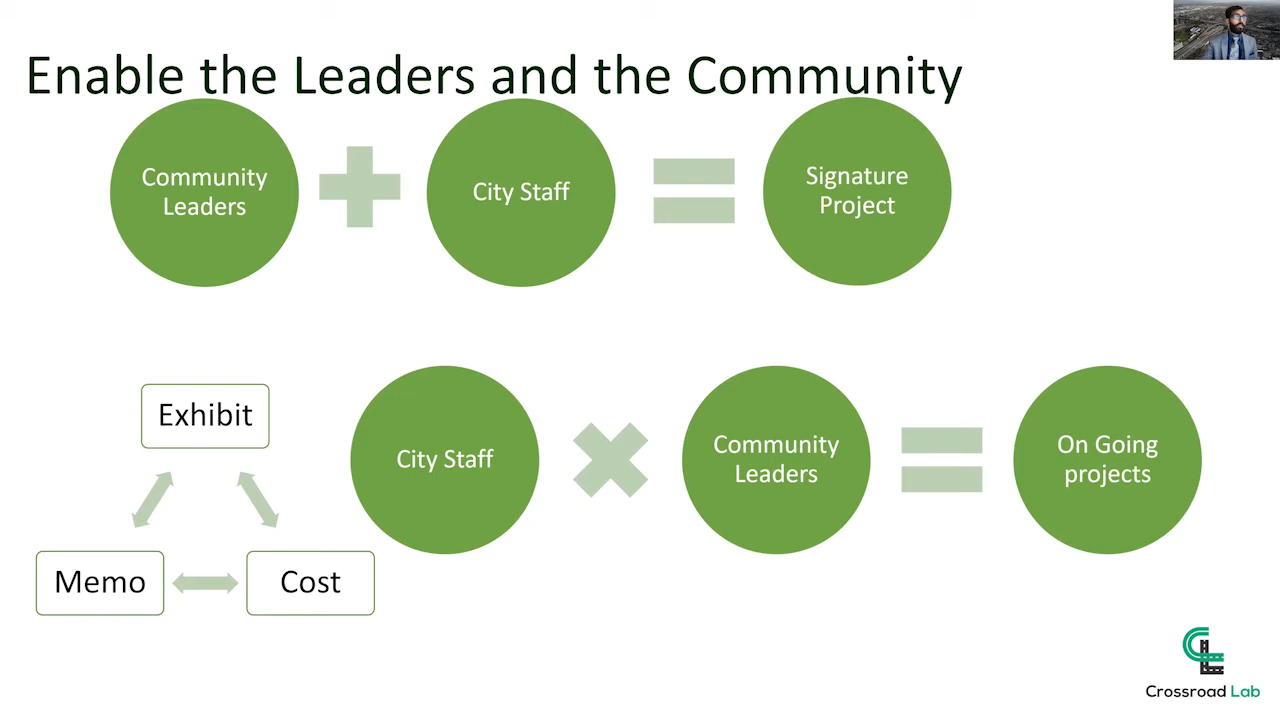 Enable the Leaders and the Community
Community
Leaders
City Staff
Signature
Project
Exhibit
Memo
Cost
City Staff
Community
Leaders
On Going
projects
CL
Crossroad Lab